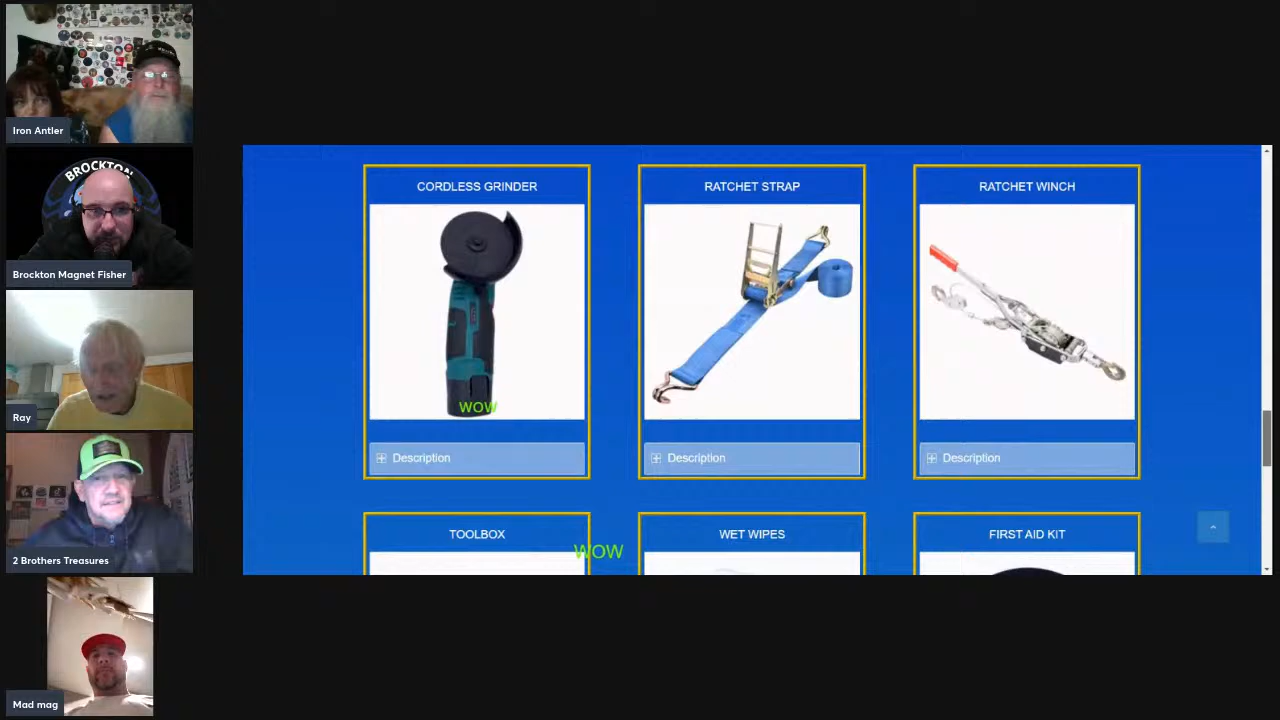 Iron Antler
BROCKTON
Brockton Magnet Fisher
Ray
2 Brothers Treasures
Mad mag
CORDLESS GRINDER
RATCHET STRAP
RATCHET WINCH
WOW
Description
Description
Description
TOOLBOX
WET WIPES
FIRST AID KIT
WOW